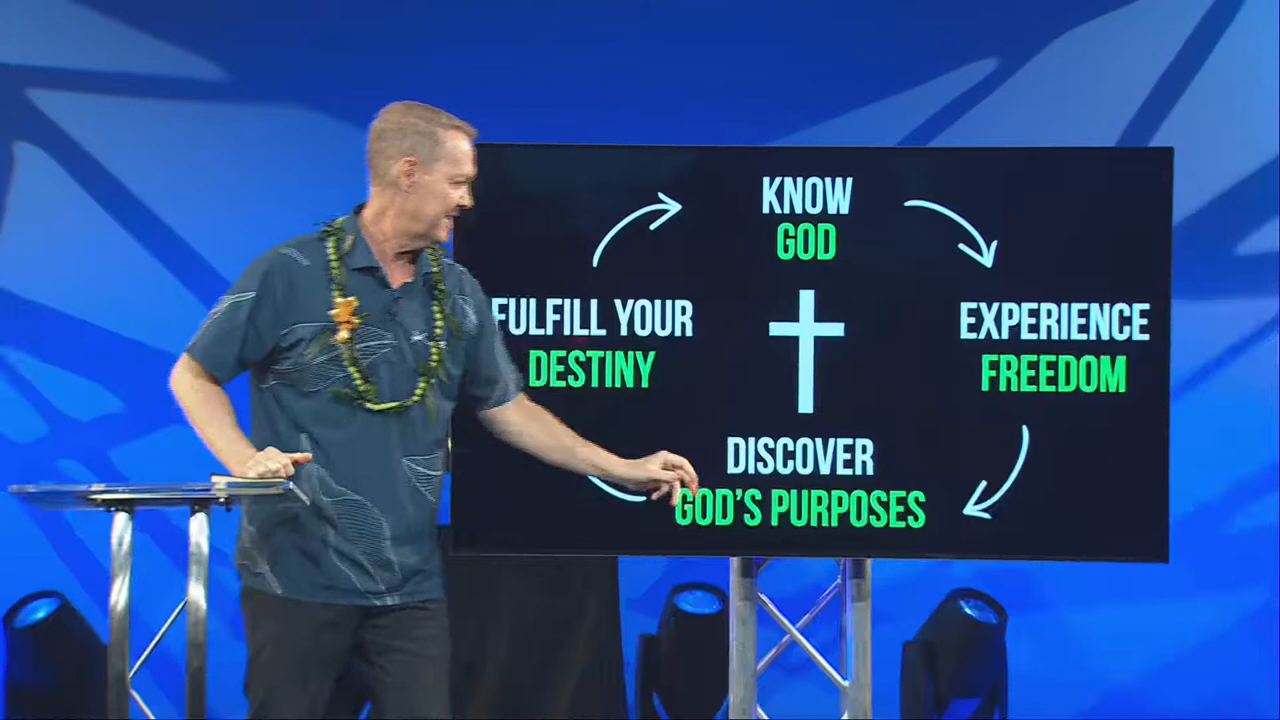 KNOW
GOD
EXPERIENCE
FREEDOM
DISCOVER
GOD'S PURPOSES
FULFILL YOUR
DESTINY